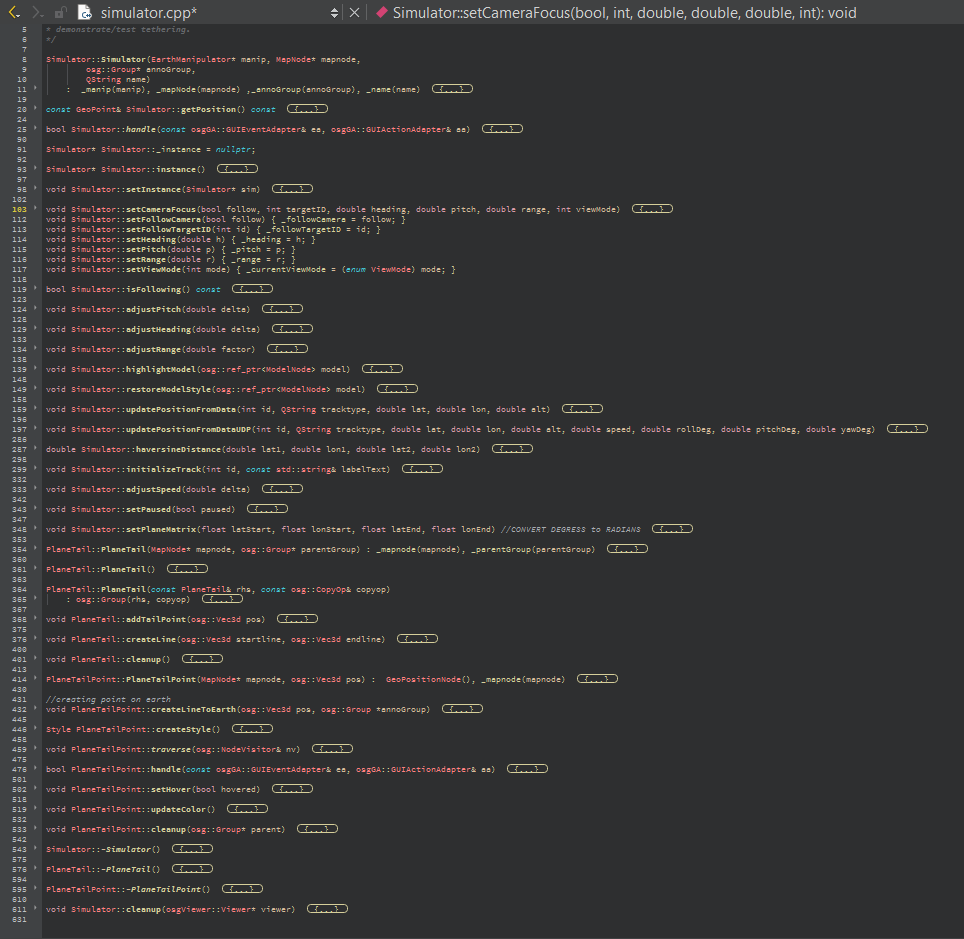 simulator.cpp* Simulator::setCameraFocus(bool, int, double, double, double, int): void
5 * demonstrate/test tethering.
6 */
7
8 Simulator::Simulator(EarthManipulator* manip, MapNode* mapnode,
9 osg::Group* annoGroup,
10 QString name)
11 : _manip(manip), _mapNode(mapnode) ,_annoGroup(annoGroup), _name(name) {...}
19
20 const GeoPoint& Simulator::getPosition() const {...}
24
25 bool Simulator::handle(const osgGA::GUIEventAdapter& ea, osgGA::GUIActionAdapter& aa) {...}
90
91 Simulator* Simulator::_instance = nullptr;
92
93 Simulator* Simulator::instance() {...}
97
98 void Simulator::setInstance(Simulator* sim) {...}
102
103 void Simulator::setCameraFocus(bool follow, int targetID, double heading, double pitch, double range, int viewMode) {...}
112 void Simulator::setFollowCamera(bool follow) { _followCamera = follow; }
113 void Simulator::setFollowTargetID(int id) { _followTargetID = id; }
114 void Simulator::setHeading(double h) { _heading = h; }
115 void Simulator::setPitch(double p) { _pitch = p; }
116 void Simulator::setRange(double r) { _range = r; }
117 void Simulator::setViewMode(int mode) { _currentViewMode = (enum ViewMode) mode; }
118
119 bool Simulator::isFollowing() const {...}
123
124 void Simulator::adjustPitch(double delta) {...}
128
129 void Simulator::adjustHeading(double delta) {...}
133
134 void Simulator::adjustRange(double factor) {...}
138
139 void Simulator::highlightModel(osg::ref_ptr<ModelNode> model) {...}
148
149 void Simulator::restoreModelStyle(osg::ref_ptr<ModelNode> model) {...}
158
159 void Simulator::updatePositionFromData(int id, QString tracktype, double lat, double lon, double alt) {...}
196
197 void Simulator::updatePositionFromDataUDP(int id, QString tracktype, double lat, double lon, double alt, double speed, double rollDeg, double pitchDeg, double yawDeg) {...}
286
287 double Simulator::haversineDistance(double lat1, double lon1, double lat2, double lon2) {...}
298
299 void Simulator::initializeTrack(int id, const std::string& labelText) {...}
332
333 void Simulator::adjustSpeed(double delta) {...}
342
343 void Simulator::setPaused(bool paused) {...}
347
348 void Simulator::setPlaneMatrix(float latStart, float lonStart, float latEnd, float lonEnd) //CONVERT DEGRESS to RADIANS {...}
353
354 PlaneTail::PlaneTail(MapNode* mapnode, osg::Group* parentGroup) : _mapnode(mapnode), _parentGroup(parentGroup) {...}
360
361 PlaneTail::PlaneTail() {...}
363
364 PlaneTail::PlaneTail(const PlaneTail& rhs, const osg::CopyOp& copyop)
365 : osg::Group(rhs, copyop) {...}
367
368 void PlaneTail::addTailPoint(osg::Vec3d pos) {...}
375
376 void PlaneTail::createLine(osg::Vec3d startline, osg::Vec3d endline) {...}
400
401 void PlaneTail::cleanup() {...}
413
414 PlaneTailPoint::PlaneTailPoint(MapNode* mapnode, osg::Vec3d pos) : GeoPositionNode(), _mapnode(mapnode) {...}
430
431 //creating point on earth
432 void PlaneTailPoint::createLineToEarth(osg::Vec3d pos, osg::Group *annoGroup) {...}
445
446 Style PlaneTailPoint::createStyle() {...}
458
459 void PlaneTailPoint::traverse(osg::NodeVisitor& nv) {...}
475
476 bool PlaneTailPoint::handle(const osgGA::GUIEventAdapter& ea, osgGA::GUIActionAdapter& aa) {...}
501
502 void PlaneTailPoint::setHover(bool hovered) {...}
518
519 void PlaneTailPoint::updateColor() {...}
532
533 void PlaneTailPoint::cleanup(osg::Group* parent) {...}
542
543 Simulator::~Simulator() {...}
575
576 PlaneTail::~PlaneTail() {...}
594
595 PlaneTailPoint::~PlaneTailPoint() {...}
610
611 void Simulator::cleanup(osgViewer::Viewer* viewer) {...}
631